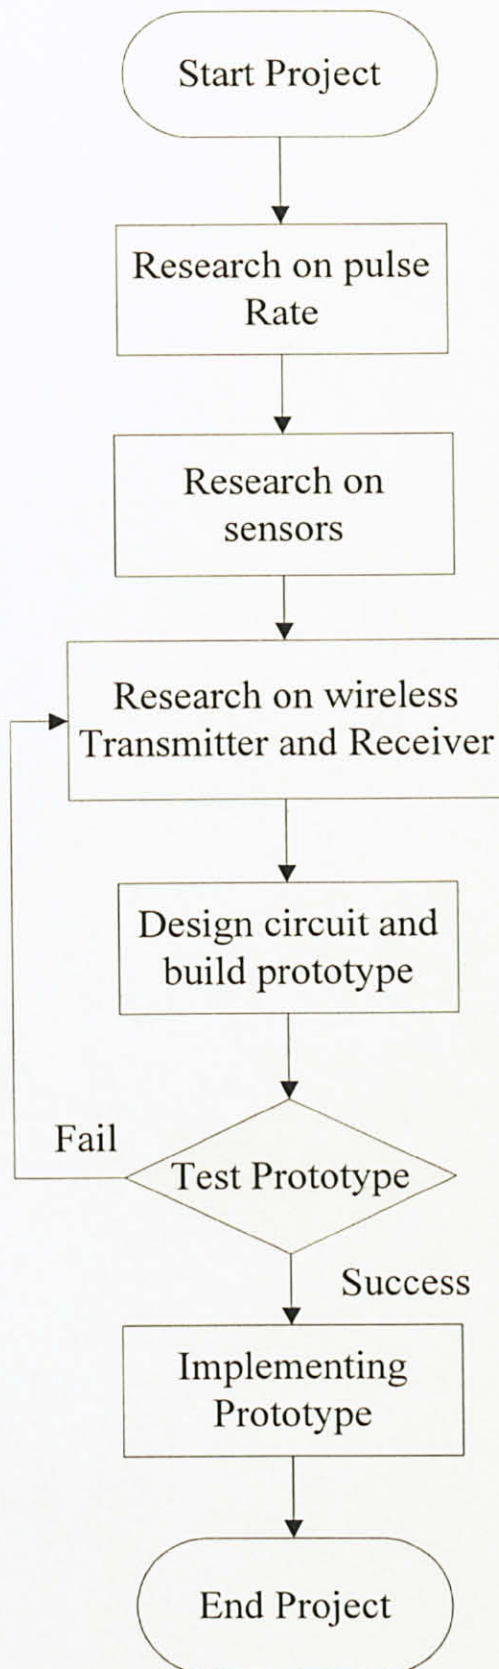 Start Project
Research on pulse
Rate
Research on
sensors
Research on wireless
Transmitter and Receiver
Design circuit and
build prototype
Fail
Test Prototype
Success
Implementing
Prototype
End Project